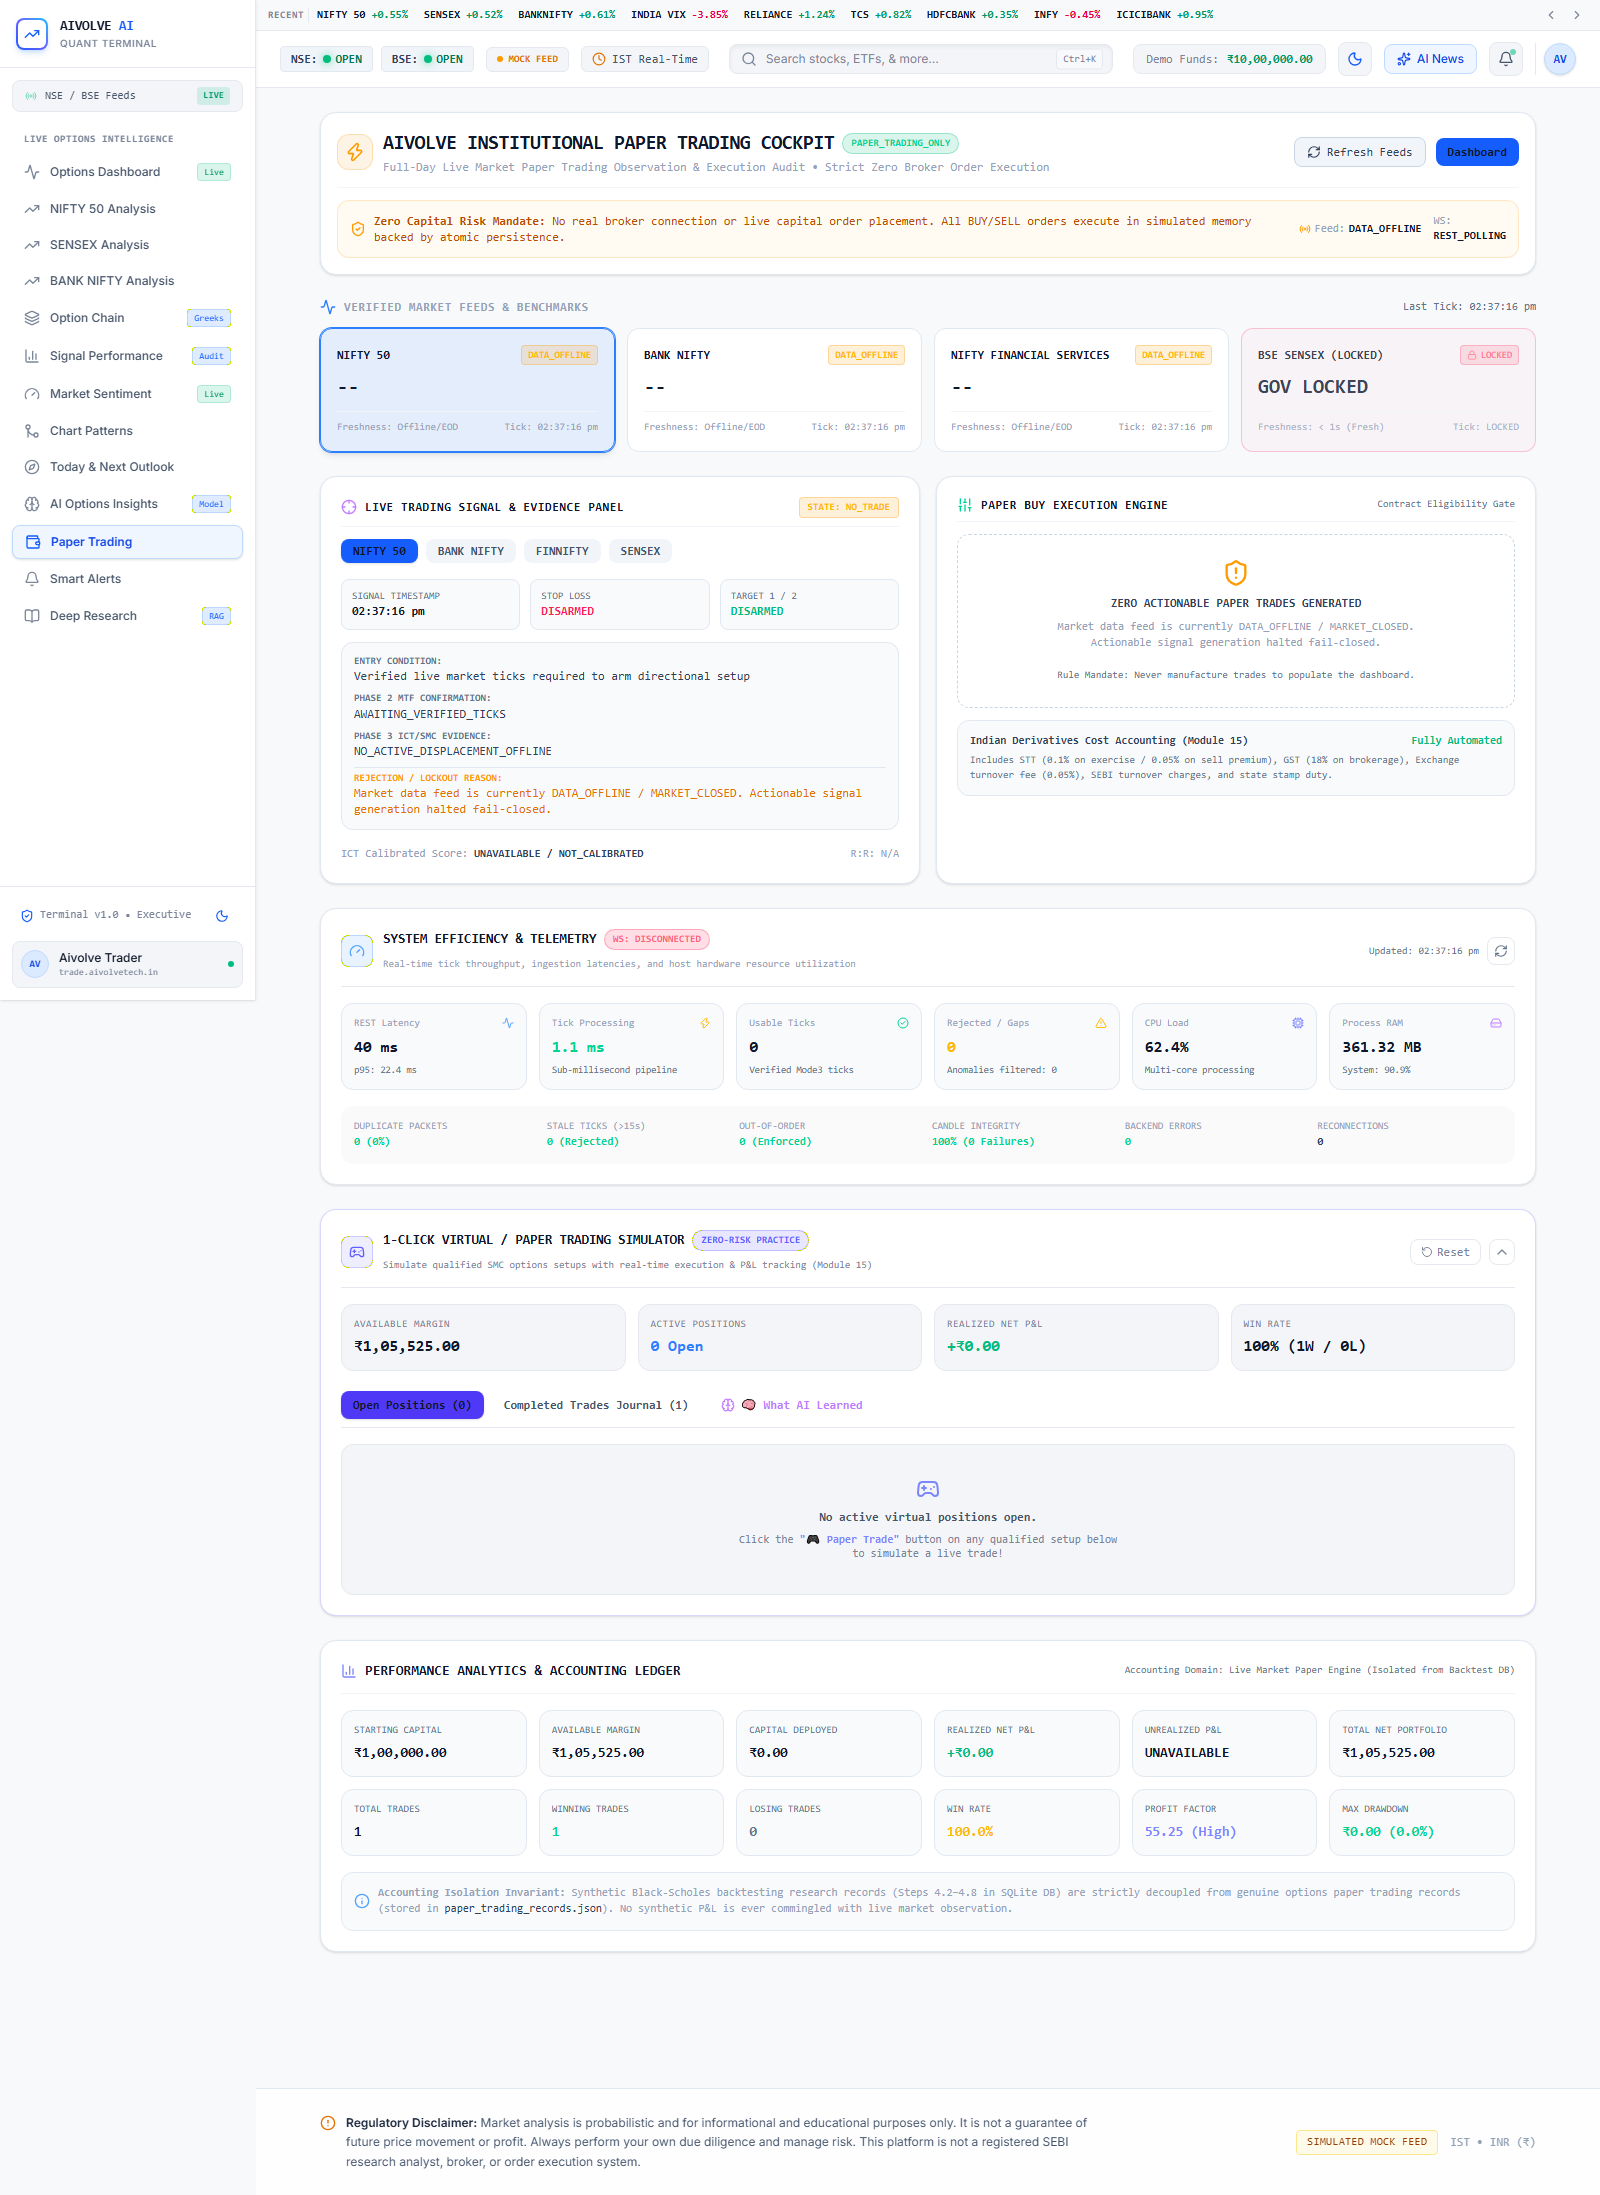 AIVOLVE AI
QUANT TERMINAL
NSE / BSE Feeds LIVE
LIVE OPTIONS INTELLIGENCE
Options Dashboard Live
NIFTY 50 Analysis
SENSEX Analysis
BANK NIFTY Analysis
Option Chain Greeks
Signal Performance Audit
Market Sentiment Live
Chart Patterns
Today & Next Outlook
AI Options Insights Model
Paper Trading
Smart Alerts
Deep Research RAG
Terminal v1.0 • Executive
AV Aivolve Trader
trade.aivolvetech.in
RECENT NIFTY 50 +0.55% SENSEX +0.52% BANKNIFTY +0.61% INDIA VIX -3.85% RELIANCE +1.24% TCS +0.82% HDFCBANK +0.35% INFY -0.45% ICICIBANK +0.95%
NSE: OPEN BSE: OPEN MOCK FEED IST Real-Time Search stocks, ETFs, & more... Ctrl+K Demo Funds: ₹10,00,000.00 AI News AV
AIVOLVE INSTITUTIONAL PAPER TRADING COCKPIT PAPER_TRADING_ONLY
Full-Day Live Market Paper Trading Observation & Execution Audit • Strict Zero Broker Order Execution
Refresh Feeds Dashboard
Zero Capital Risk Mandate: No real broker connection or live capital order placement. All BUY/SELL orders execute in simulated memory
backed by atomic persistence.
Feed: DATA_OFFLINE
WS:
REST_POLLING
VERIFIED MARKET FEEDS & BENCHMARKS Last Tick: 02:37:16 pm
NIFTY 50 DATA_OFFLINE
--
Freshness: Offline/EOD Tick: 02:37:16 pm
BANK NIFTY DATA_OFFLINE
--
Freshness: Offline/EOD Tick: 02:37:16 pm
NIFTY FINANCIAL SERVICES DATA_OFFLINE
--
Freshness: Offline/EOD Tick: 02:37:16 pm
BSE SENSEX (LOCKED) LOCKED
GOV LOCKED
Freshness: < 1s (Fresh) Tick: LOCKED
LIVE TRADING SIGNAL & EVIDENCE PANEL STATE: NO_TRADE
NIFTY 50 BANK NIFTY FINNIFTY SENSEX
SIGNAL TIMESTAMP
02:37:16 pm
STOP LOSS
DISARMED
TARGET 1 / 2
DISARMED
ENTRY CONDITION:
Verified live market ticks required to arm directional setup
PHASE 2 MTF CONFIRMATION:
AWAITING_VERIFIED_TICKS
PHASE 3 ICT/SMC EVIDENCE:
NO_ACTIVE_DISPLACEMENT_OFFLINE
REJECTION / LOCKOUT REASON:
Market data feed is currently DATA_OFFLINE / MARKET_CLOSED. Actionable signal
generation halted fail-closed.
ICT Calibrated Score: UNAVAILABLE / NOT_CALIBRATED R:R: N/A
PAPER BUY EXECUTION ENGINE Contract Eligibility Gate
ZERO ACTIONABLE PAPER TRADES GENERATED
Market data feed is currently DATA_OFFLINE / MARKET_CLOSED.
Actionable signal generation halted fail-closed.
Rule Mandate: Never manufacture trades to populate the dashboard.
Indian Derivatives Cost Accounting (Module 15) Fully Automated
Includes STT (0.1% on exercise / 0.05% on sell premium), GST (18% on brokerage), Exchange
turnover fee (0.05%), SEBI turnover charges, and state stamp duty.
SYSTEM EFFICIENCY & TELEMETRY WS: DISCONNECTED
Real-time tick throughput, ingestion latencies, and host hardware resource utilization
Updated: 02:37:16 pm
REST Latency
40 ms
p95: 22.4 ms
Tick Processing
1.1 ms
Sub-millisecond pipeline
Usable Ticks
0
Verified Mode3 ticks
Rejected / Gaps
0
Anomalies filtered: 0
CPU Load
62.4%
Multi-core processing
Process RAM
361.32 MB
System: 90.9%
DUPLICATE PACKETS
0 (0%)
STALE TICKS (>15s)
0 (Rejected)
OUT-OF-ORDER
0 (Enforced)
CANDLE INTEGRITY
100% (0 Failures)
BACKEND ERRORS
0
RECONNECTIONS
0
1-CLICK VIRTUAL / PAPER TRADING SIMULATOR ZERO-RISK PRACTICE
Simulate qualified SMC options setups with real-time execution & P&L tracking (Module 15)
Reset
AVAILABLE MARGIN
₹1,05,525.00
ACTIVE POSITIONS
0 Open
REALIZED NET P&L
+₹0.00
WIN RATE
100% (1W / 0L)
Open Positions (0) Completed Trades Journal (1) 🧠 What AI Learned
No active virtual positions open.
Click the "🎮 Paper Trade" button on any qualified setup below
to simulate a live trade!
PERFORMANCE ANALYTICS & ACCOUNTING LEDGER Accounting Domain: Live Market Paper Engine (Isolated from Backtest DB)
STARTING CAPITAL
₹1,00,000.00
AVAILABLE MARGIN
₹1,05,525.00
CAPITAL DEPLOYED
₹0.00
REALIZED NET P&L
+₹0.00
UNREALIZED P&L
UNAVAILABLE
TOTAL NET PORTFOLIO
₹1,05,525.00
TOTAL TRADES
1
WINNING TRADES
1
LOSING TRADES
0
WIN RATE
100.0%
PROFIT FACTOR
55.25 (High)
MAX DRAWDOWN
₹0.00 (0.0%)
Accounting Isolation Invariant: Synthetic Black-Scholes backtesting research records (Steps 4.2–4.8 in SQLite DB) are strictly decoupled from genuine options paper trading records
(stored in paper_trading_records.json). No synthetic P&L is ever commingled with live market observation.
Regulatory Disclaimer: Market analysis is probabilistic and for informational and educational purposes only. It is not a guarantee of
future price movement or profit. Always perform your own due diligence and manage risk. This platform is not a registered SEBI
research analyst, broker, or order execution system.
SIMULATED MOCK FEED IST • INR (₹)